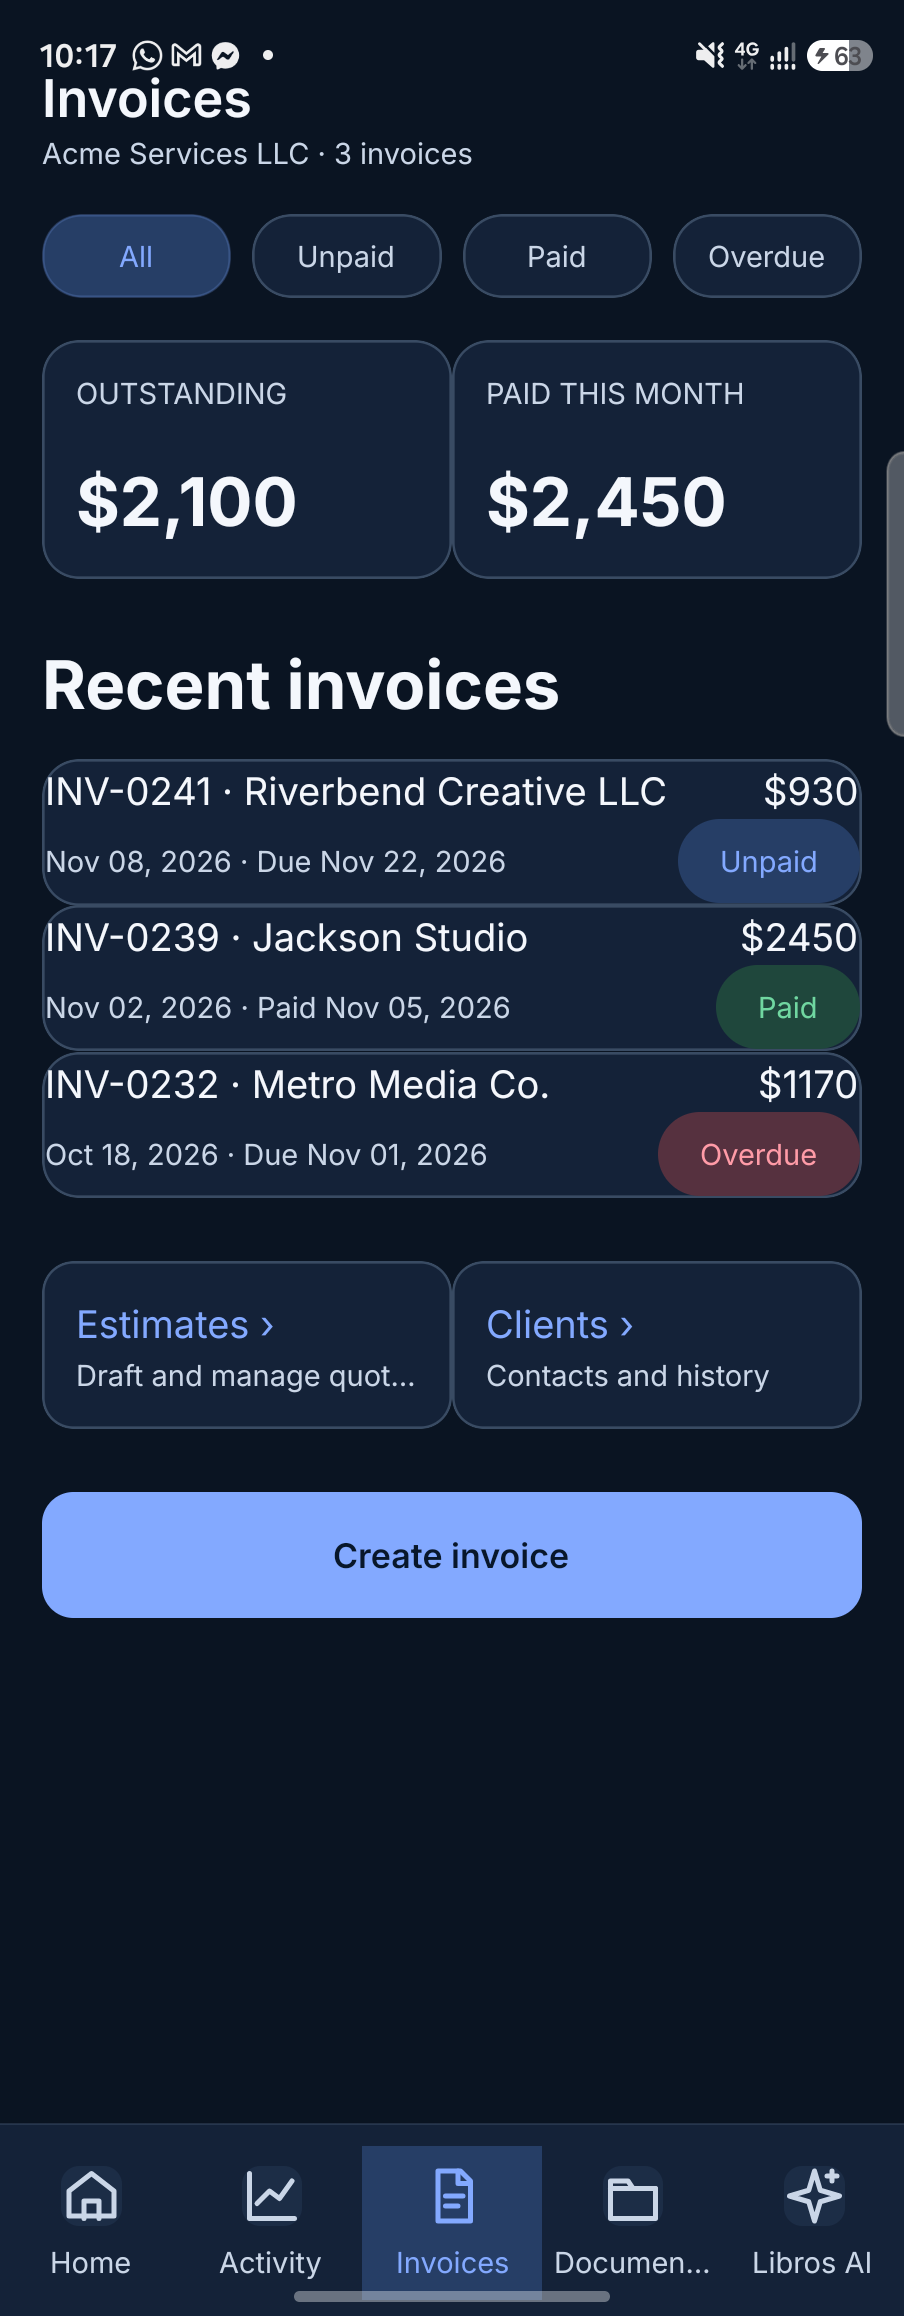 10:17
4G
63
Invoices
Acme Services LLC · 3 invoices
All
Unpaid
Paid
Overdue
OUTSTANDING
$2,100
PAID THIS MONTH
$2,450
Recent invoices
INV-0241 · Riverbend Creative LLC
$930
Nov 08, 2026 · Due Nov 22, 2026
Unpaid
INV-0239 · Jackson Studio
$2450
Nov 02, 2026 · Paid Nov 05, 2026
Paid
INV-0232 · Metro Media Co.
$1170
Oct 18, 2026 · Due Nov 01, 2026
Overdue
Estimates ›
Draft and manage quot...
Clients ›
Contacts and history
Create invoice
Home
Activity
Invoices
Documen...
Libros AI